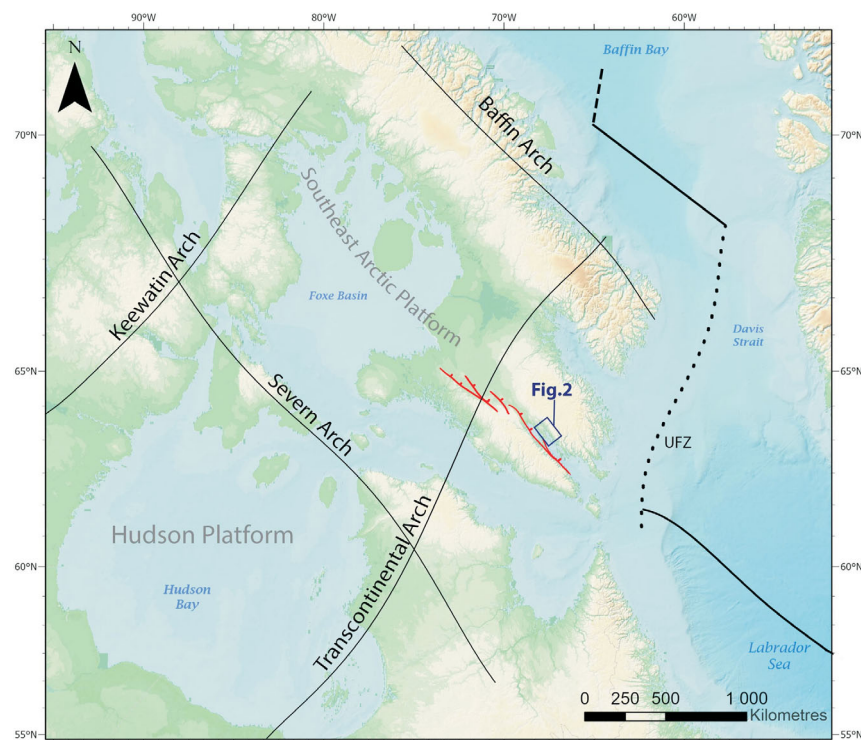 90°W
80°W
70°W
60°W
N
Baffin Bay
70°N
70°N
Baffin Arch
Southeast Arctic Platform
Keewatin Arch
Foxe Basin
Davis
Strait
65°N
65°N
Severn Arch
Fig.2
UFZ
Transcontinental Arch
Hudson Platform
60°N
60°N
Hudson
Bay
Labrador
Sea
0 250 500 1 000
Kilometres
55°N
55°N